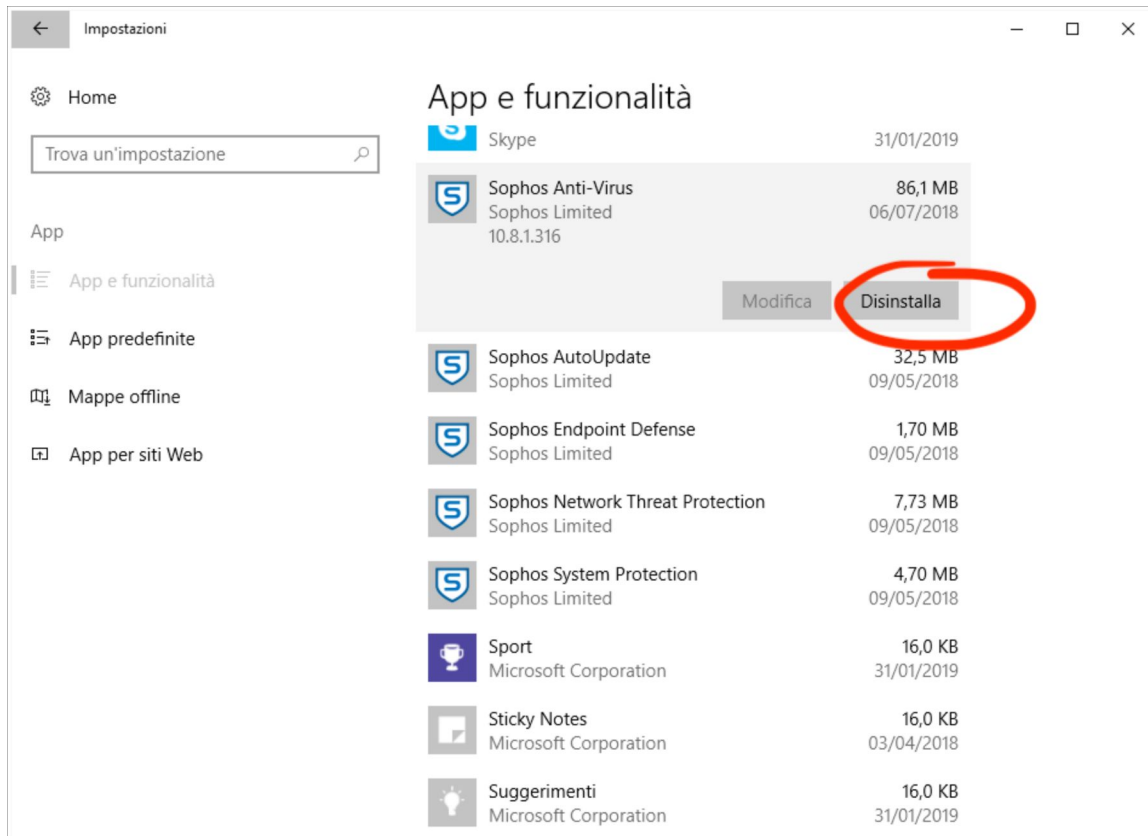 Impostazioni
Home
Trova un'impostazione
App
App e funzionalità
App predefinite
Mappe offline
App per siti Web
App e funzionalità
Skype 31/01/2019
Sophos Anti-Virus 86,1 MB
Sophos Limited 06/07/2018
10.8.1.316
Modifica Disinstalla
Sophos AutoUpdate 32,5 MB
Sophos Limited 09/05/2018
Sophos Endpoint Defense 1,70 MB
Sophos Limited 09/05/2018
Sophos Network Threat Protection 7,73 MB
Sophos Limited 09/05/2018
Sophos System Protection 4,70 MB
Sophos Limited 09/05/2018
Sport 16,0 KB
Microsoft Corporation 31/01/2019
Sticky Notes 16,0 KB
Microsoft Corporation 03/04/2018
Suggerimenti 16,0 KB
Microsoft Corporation 31/01/2019